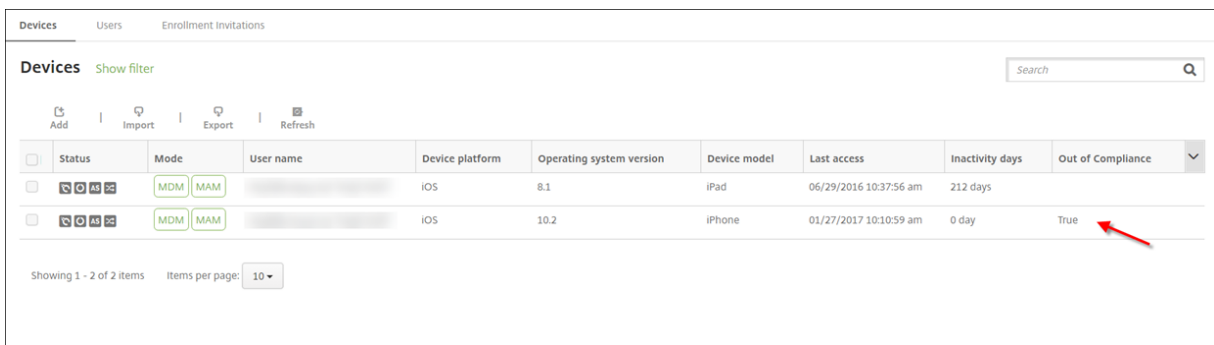 Devices Users Enrollment Invitations
Devices Show filter
Search
Add | Import | Export | Refresh
Status Mode User name Device platform Operating system version Device model Last access Inactivity days Out of Compliance
AS MDM MAM iOS 8.1 iPad 06/29/2016 10:37:56 am 212 days
AS MDM MAM iOS 10.2 iPhone 01/27/2017 10:10:59 am 0 day True
Showing 1 - 2 of 2 items Items per page: 10